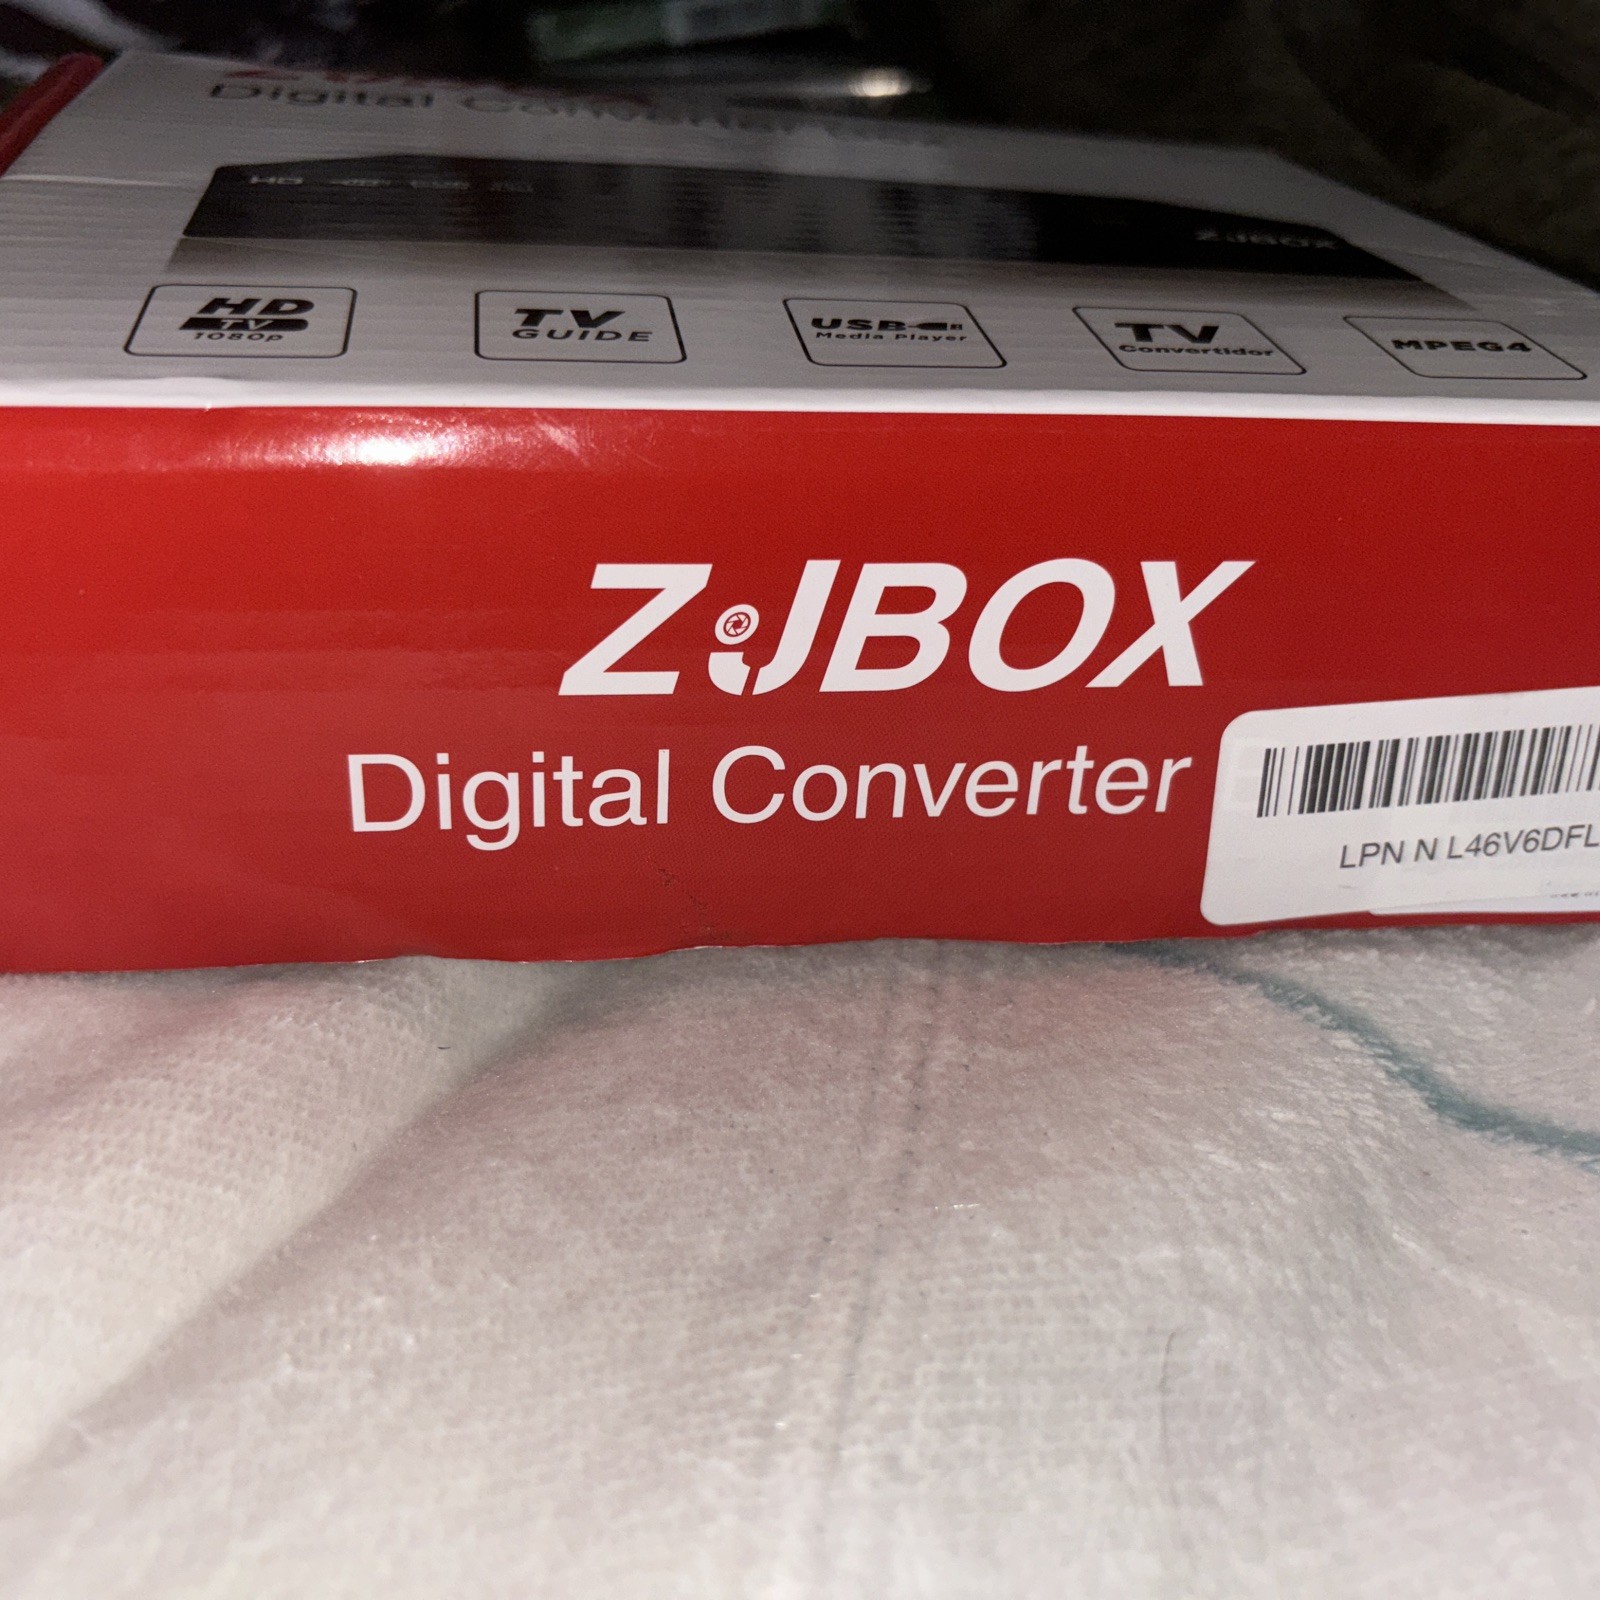 Digital Converter
HD
ZJBOX
HD TV 1080p
TV GUIDE
USB Media Player
TV Convertidor
MPEG4
ZJBOX
Digital Converter
LPN N L46V6DFL